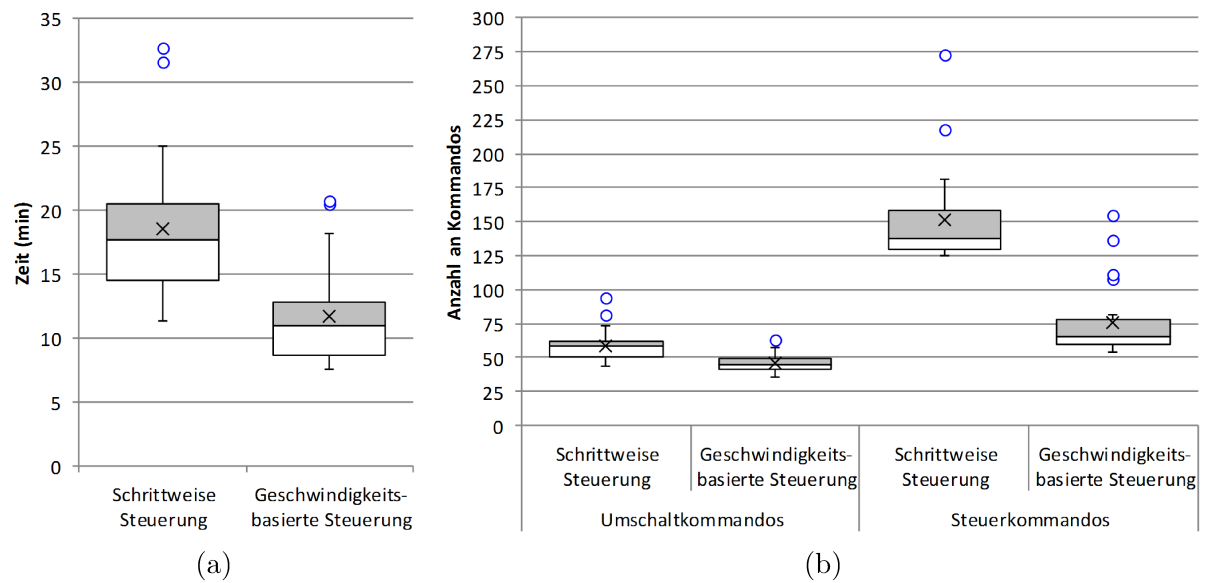 Zeit (min)
35
30
25
20
15
10
5
0
Schrittweise
Steuerung
Geschwindigkeits-
basierte Steuerung
(a)
Anzahl an Kommandos
300
275
250
225
200
175
150
125
100
75
50
25
0
Schrittweise
Steuerung
Geschwindigkeits-
basierte Steuerung
Schrittweise
Steuerung
Geschwindigkeits-
basierte Steuerung
Umschaltkommandos
Steuerkommandos
(b)